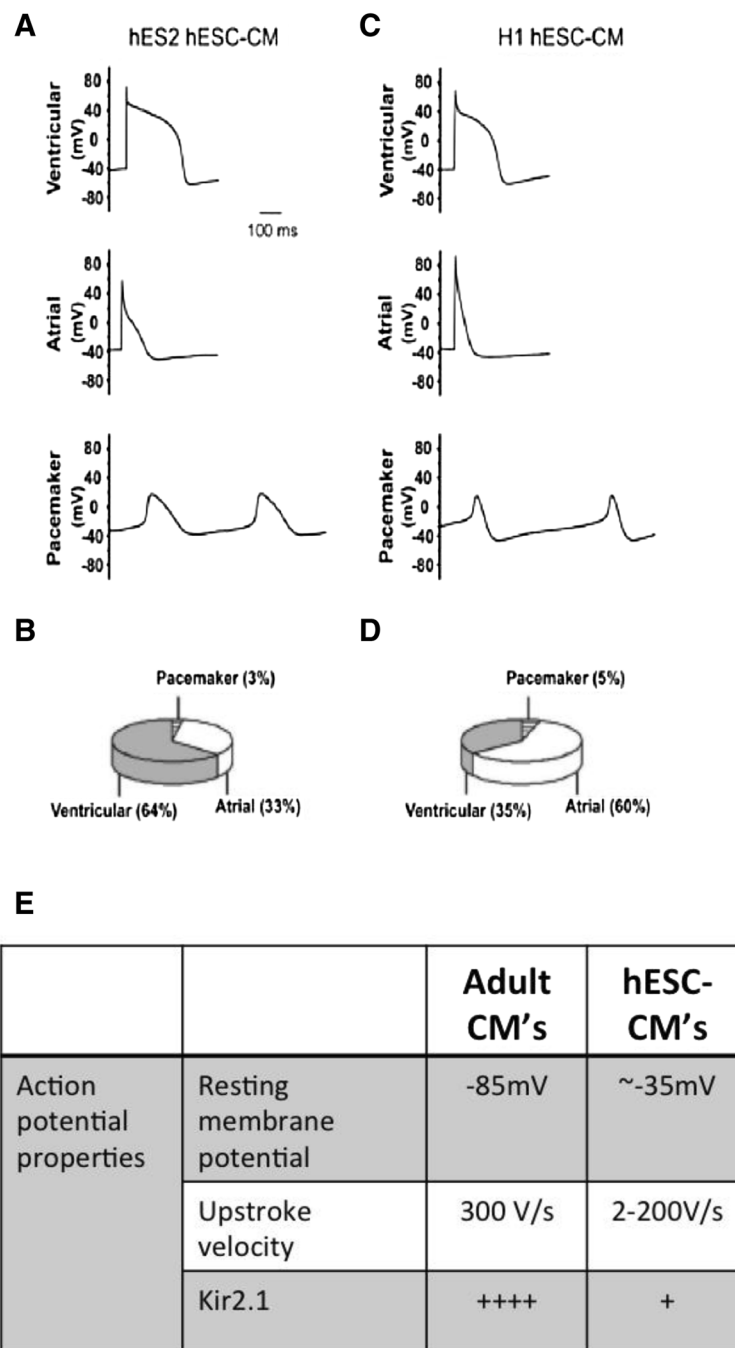 A
hES2 hESC-CM
Ventricular
(mV)
80
40
0
-40
-80
100 ms
Atrial
(mV)
80
40
0
-40
-80
Pacemaker
(mV)
80
40
0
-40
-80
C
H1 hESC-CM
Ventricular
(mV)
80
40
0
-40
-80
Atrial
(mV)
80
40
0
-40
-80
Pacemaker
(mV)
80
40
0
-40
-80
B
Pacemaker (3%)
Ventricular (64%)
Atrial (33%)
D
Pacemaker (5%)
Ventricular (35%)
Atrial (60%)
E
Adult
CM's
hESC-
CM's
Action
potential
properties
Resting
membrane
potential
-85mV
~-35mV
Upstroke
velocity
300 V/s
2-200V/s
Kir2.1
++++
+